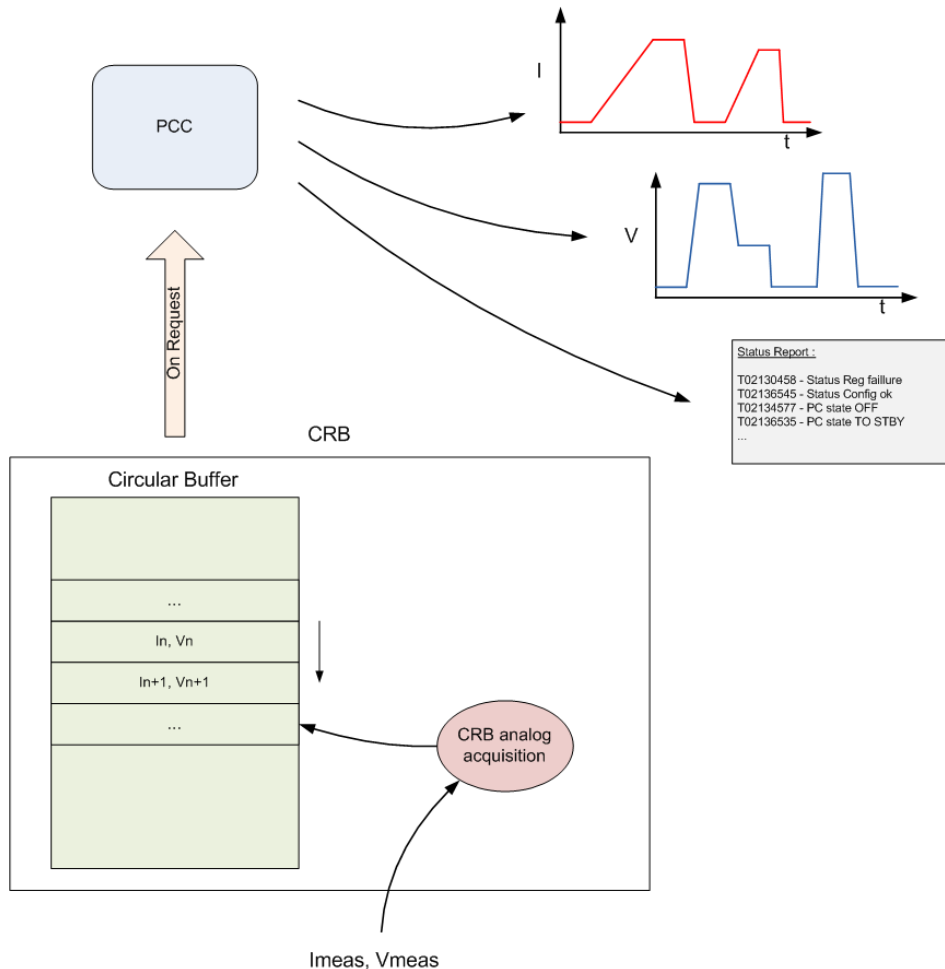 I
t
PCC
V
t
On Request
Status Report :
T02130458 - Status Reg faillure
T02136545 - Status Config ok
T02134577 - PC state OFF
T02136535 - PC state TO STBY
...
CRB
Circular Buffer
...
In, Vn
In+1, Vn+1
...
CRB analog
acquisition
Imeas, Vmeas